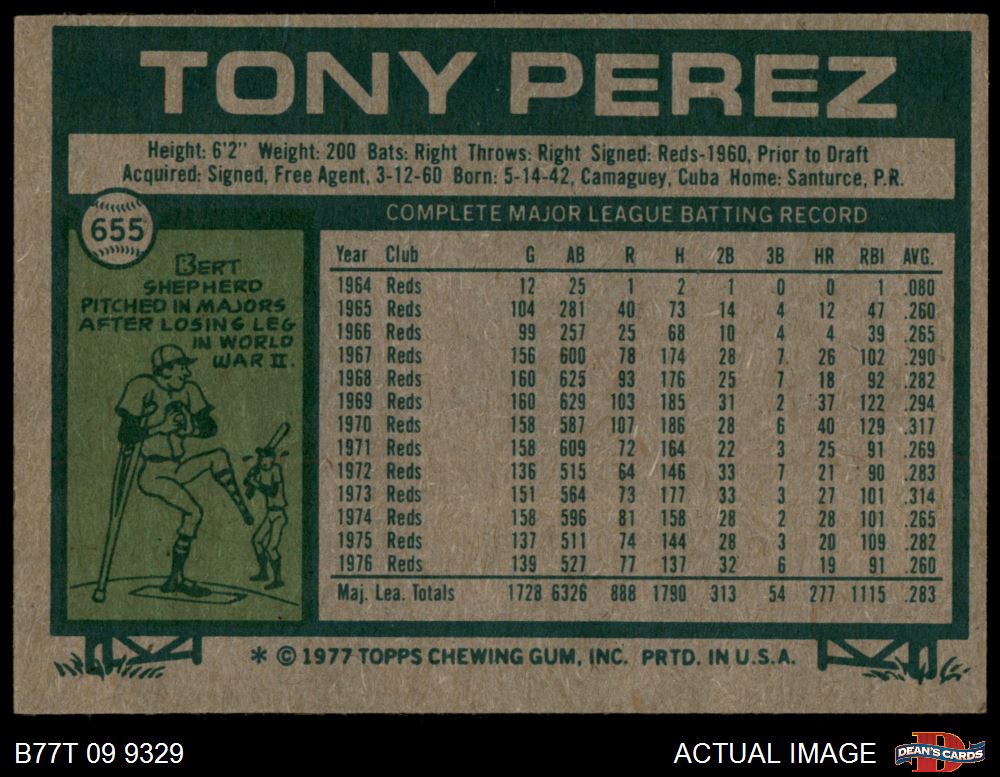 TONY PEREZ
Height: 6'2" Weight: 200 Bats: Right Throws: Right Signed: Reds-1960, Prior to Draft
Acquired: Signed, Free Agent, 3-12-60 Born: 5-14-42, Camaguey, Cuba Home: Santurce, P.R.
655
BERT
SHEPHERD
PITCHED IN MAJORS
AFTER LOSING LEG
IN WORLD
WAR II.
COMPLETE MAJOR LEAGUE BATTING RECORD
Year Club G AB R H 2B 3B HR RBI AVG.
1964 Reds 12 25 1 2 1 0 0 1 .080
1965 Reds 104 281 40 73 14 4 12 47 .260
1966 Reds 99 257 25 68 10 4 4 39 .265
1967 Reds 156 600 78 174 28 7 26 102 .290
1968 Reds 160 625 93 176 25 7 18 92 .282
1969 Reds 160 629 103 185 31 2 37 122 .294
1970 Reds 158 587 107 186 28 6 40 129 .317
1971 Reds 158 609 72 164 22 3 25 91 .269
1972 Reds 136 515 64 146 33 7 21 90 .283
1973 Reds 151 564 73 177 33 3 27 101 .314
1974 Reds 158 596 81 158 28 2 28 101 .265
1975 Reds 137 511 74 144 28 3 20 109 .282
1976 Reds 139 527 77 137 32 6 19 91 .260
Maj. Lea. Totals 1728 6326 888 1790 313 54 277 1115 .283
* © 1977 TOPPS CHEWING GUM, INC. PRTD. IN U.S.A.
B77T 09 9329
ACTUAL IMAGE
D
DEAN'S CARDS